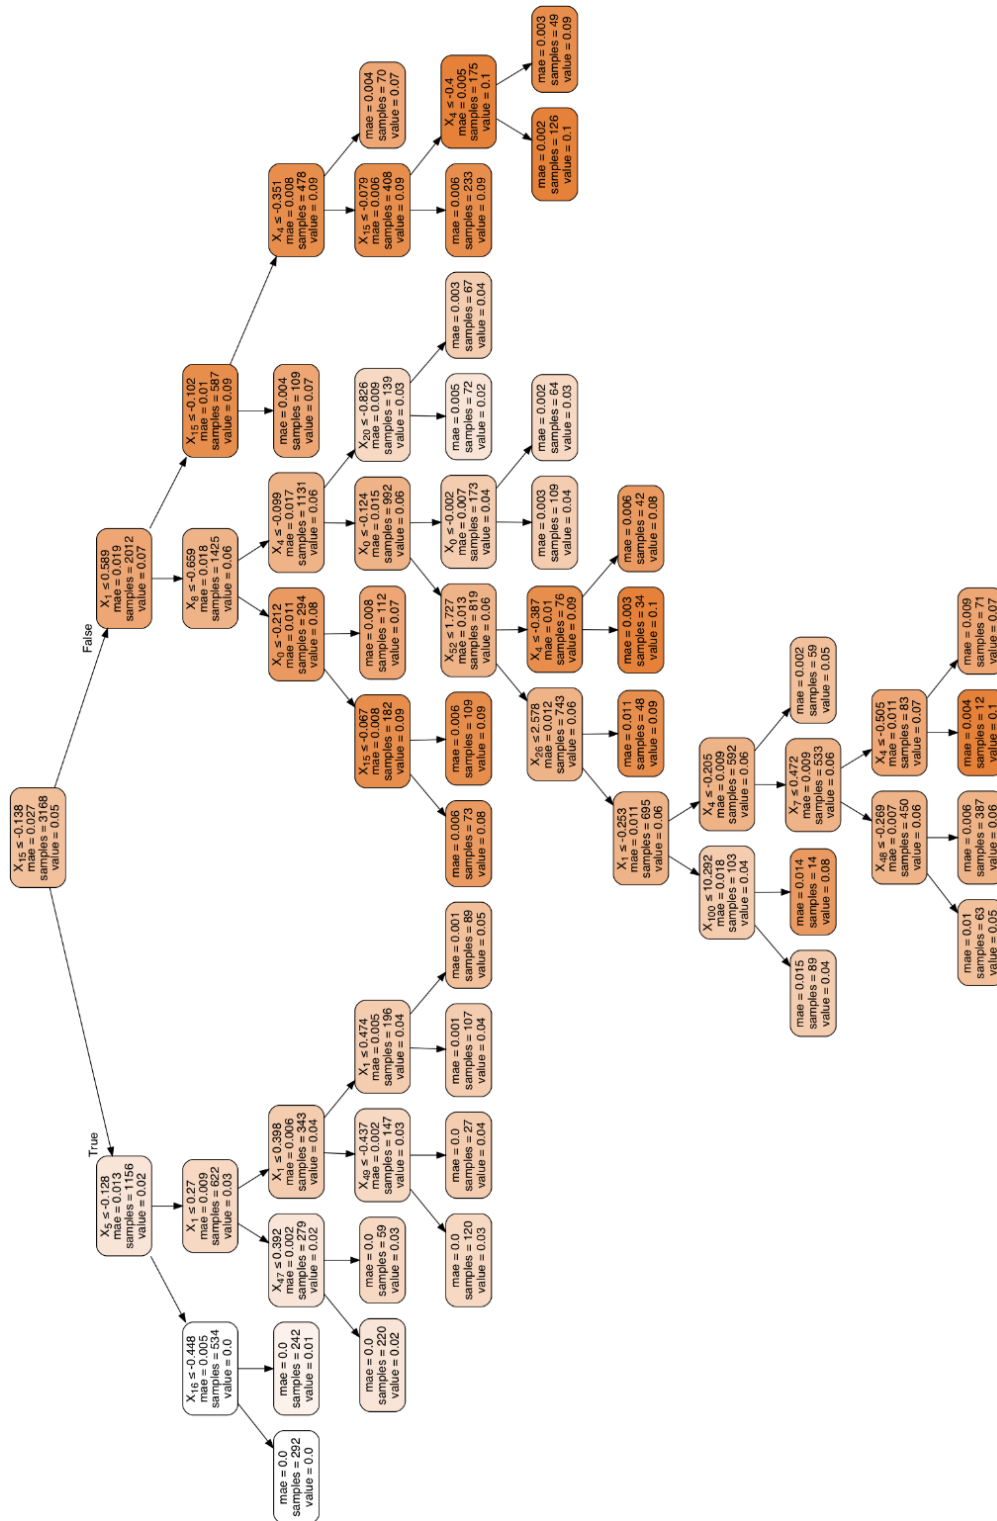 X15 ≤ -0.138
mae = 0.027
samples = 3168
value = 0.05
True
False
X5 ≤ -0.128
mae = 0.013
samples = 1156
value = 0.02
X1 ≤ 0.589
mae = 0.019
samples = 2012
value = 0.07
X16 ≤ -0.448
mae = 0.005
samples = 534
value = 0.0
X1 ≤ 0.27
mae = 0.009
samples = 622
value = 0.03
X8 ≤ -0.659
mae = 0.018
samples = 1425
value = 0.06
X15 ≤ -0.102
mae = 0.01
samples = 587
value = 0.09
mae = 0.0
samples = 292
value = 0.0
mae = 0.0
samples = 242
value = 0.01
X47 ≤ 0.392
mae = 0.002
samples = 279
value = 0.02
X1 ≤ 0.398
mae = 0.006
samples = 343
value = 0.04
X0 ≤ -0.212
mae = 0.011
samples = 294
value = 0.08
X4 ≤ -0.099
mae = 0.017
samples = 1131
value = 0.06
mae = 0.004
samples = 109
value = 0.07
X4 ≤ -0.351
mae = 0.008
samples = 478
value = 0.09
mae = 0.0
samples = 220
value = 0.02
mae = 0.0
samples = 59
value = 0.03
X49 ≤ -0.437
mae = 0.002
samples = 147
value = 0.03
X1 ≤ 0.474
mae = 0.005
samples = 196
value = 0.04
X15 ≤ -0.067
mae = 0.008
samples = 182
value = 0.09
mae = 0.008
samples = 112
value = 0.07
X0 ≤ -0.124
mae = 0.015
samples = 992
value = 0.06
X20 ≤ -0.826
mae = 0.009
samples = 139
value = 0.03
X15 ≤ -0.079
mae = 0.006
samples = 408
value = 0.09
mae = 0.004
samples = 70
value = 0.07
mae = 0.0
samples = 120
value = 0.03
mae = 0.0
samples = 27
value = 0.04
mae = 0.001
samples = 107
value = 0.04
mae = 0.001
samples = 89
value = 0.05
mae = 0.006
samples = 73
value = 0.08
mae = 0.006
samples = 109
value = 0.09
X52 ≤ 1.727
mae = 0.013
samples = 819
value = 0.06
X0 ≤ -0.002
mae = 0.007
samples = 173
value = 0.04
mae = 0.005
samples = 72
value = 0.02
mae = 0.003
samples = 67
value = 0.04
mae = 0.006
samples = 233
value = 0.09
X4 ≤ -0.4
mae = 0.005
samples = 175
value = 0.1
X26 ≤ 2.578
mae = 0.012
samples = 743
value = 0.06
X4 ≤ -0.387
mae = 0.01
samples = 76
value = 0.09
mae = 0.003
samples = 109
value = 0.04
mae = 0.002
samples = 64
value = 0.03
mae = 0.002
samples = 126
value = 0.1
mae = 0.003
samples = 49
value = 0.09
X1 ≤ -0.253
mae = 0.011
samples = 695
value = 0.06
mae = 0.011
samples = 48
value = 0.09
mae = 0.003
samples = 34
value = 0.1
mae = 0.006
samples = 42
value = 0.08
X100 ≤ 10.292
mae = 0.018
samples = 103
value = 0.04
X4 ≤ -0.205
mae = 0.009
samples = 592
value = 0.06
mae = 0.015
samples = 89
value = 0.04
mae = 0.014
samples = 14
value = 0.08
X7 ≤ 0.472
mae = 0.009
samples = 533
value = 0.06
mae = 0.002
samples = 59
value = 0.05
X48 ≤ -0.269
mae = 0.007
samples = 450
value = 0.06
X4 ≤ -0.505
mae = 0.011
samples = 83
value = 0.07
mae = 0.01
samples = 63
value = 0.05
mae = 0.006
samples = 387
value = 0.06
mae = 0.004
samples = 12
value = 0.1
mae = 0.009
samples = 71
value = 0.07